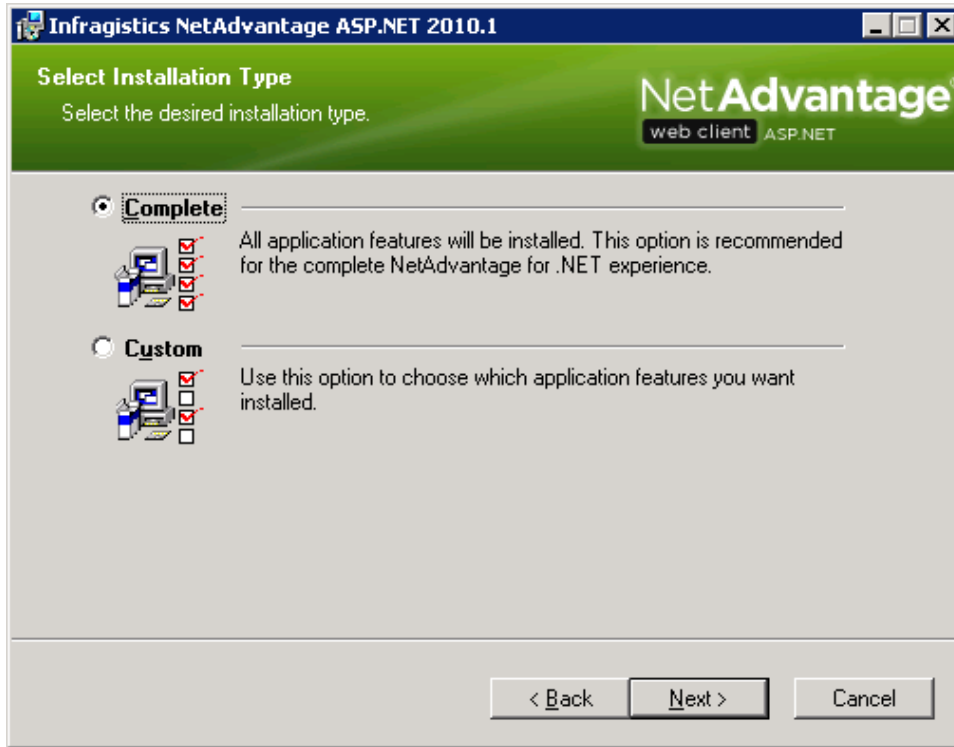 Infragistics NetAdvantage ASP.NET 2010.1
Select Installation Type
Select the desired installation type.
NetAdvantage®
web client ASP.NET
Complete
All application features will be installed. This option is recommended
for the complete NetAdvantage for .NET experience.
Custom
Use this option to choose which application features you want
installed.
< Back
Next >
Cancel